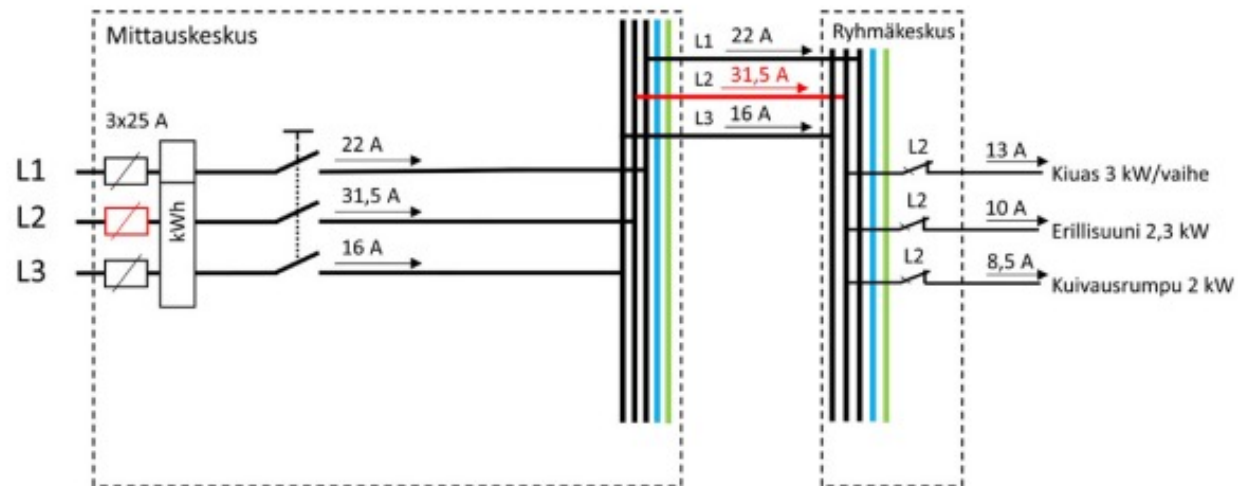 Mittauskeskus
3x25 A
L1
L2
L3
kWh
22 A
31,5 A
16 A
L1 22 A
L2 31,5 A
L3 16 A
Ryhmäkeskus
L2 13 A
Kiuas 3 kW/vaihe
L2 10 A
Erillisuuni 2,3 kW
L2 8,5 A
Kuivausrumpu 2 kW